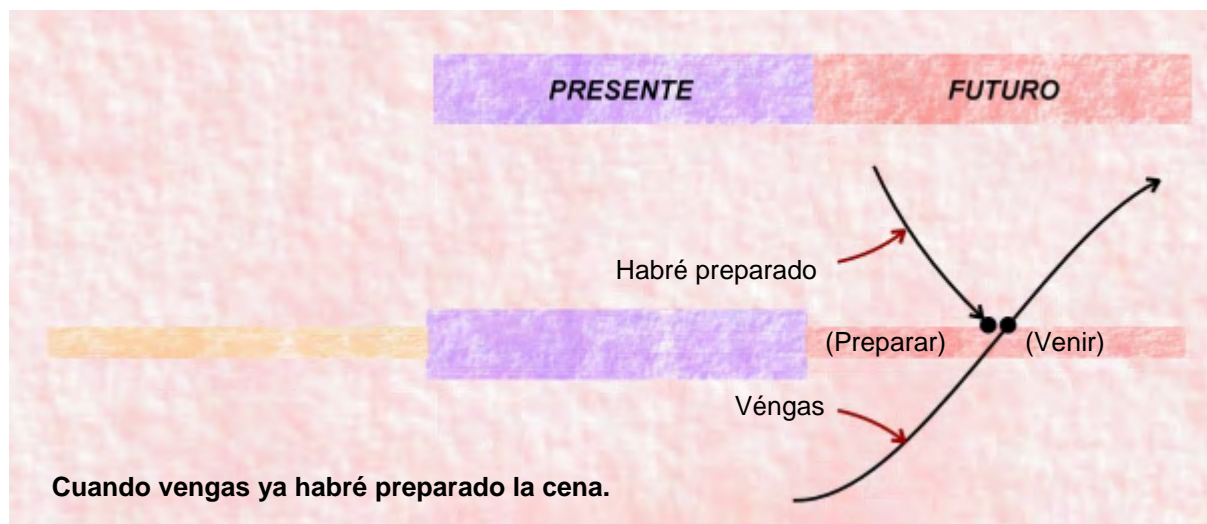 PRESENTE FUTURO
Habré preparado
(Preparar) (Venir)
Véngas
Cuando vengas ya habré preparado la cena.